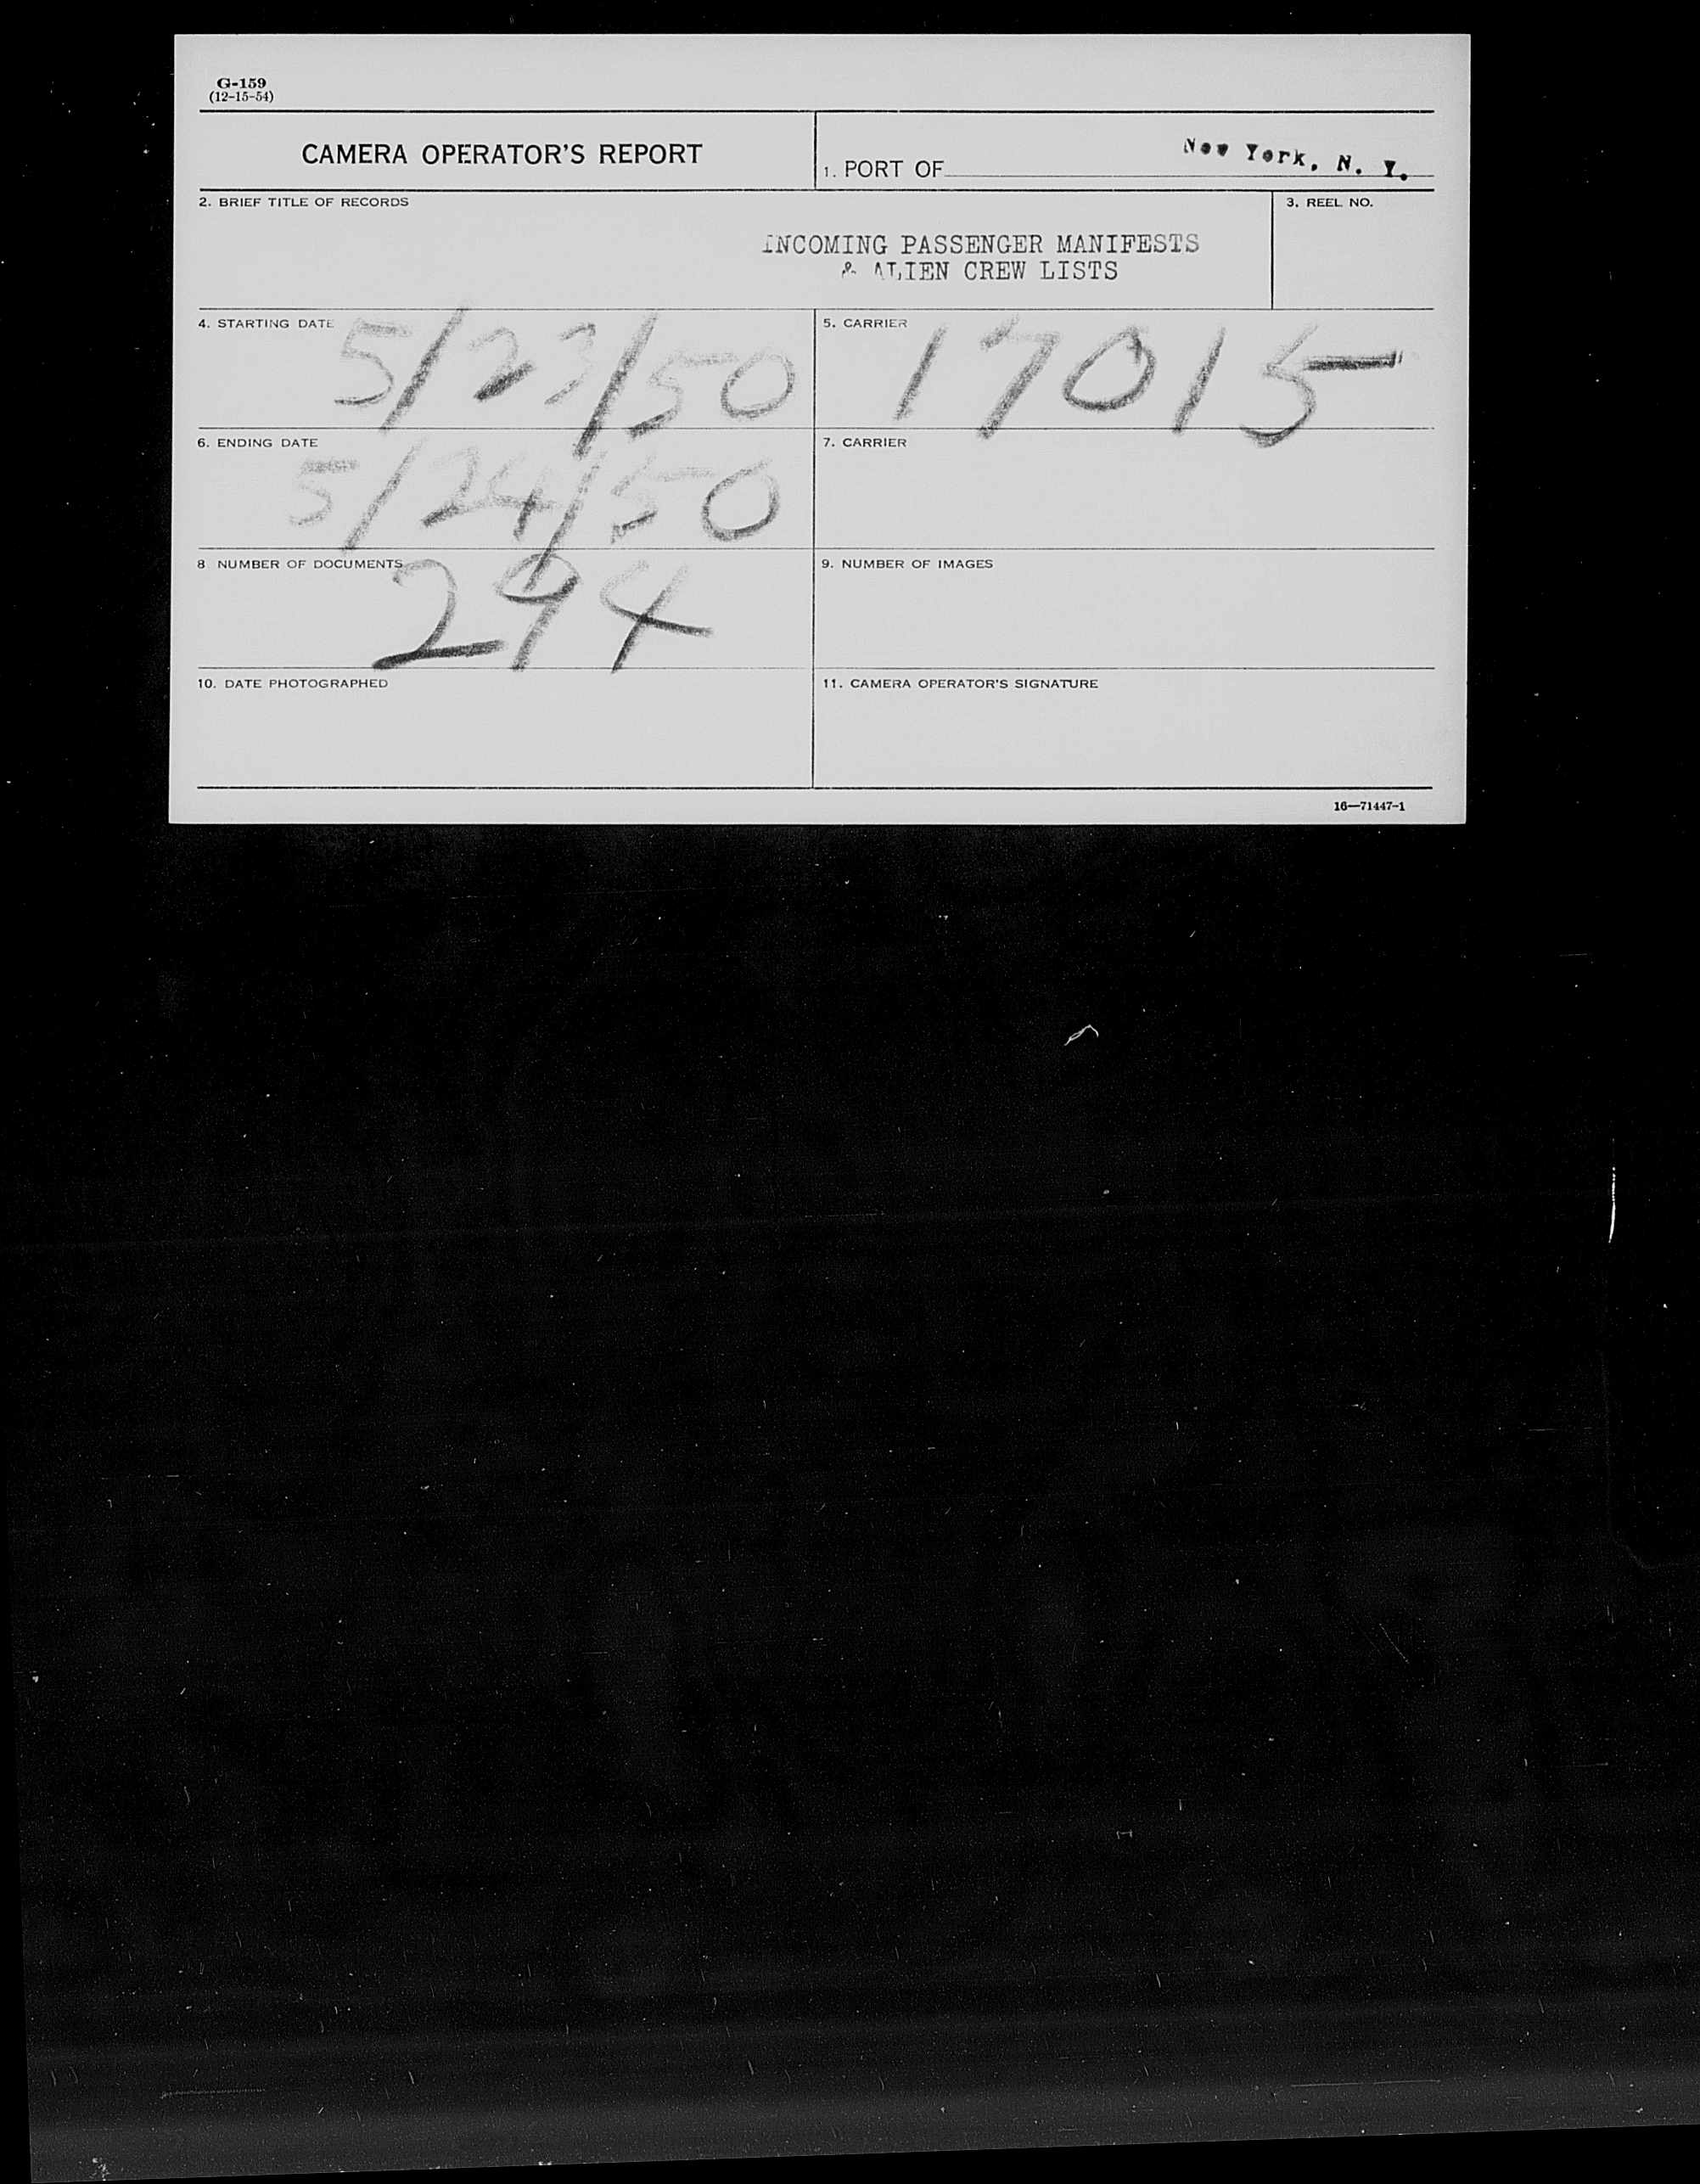 G-159
(12-15-54)
CAMERA OPERATOR'S REPORT
1. PORT OF New York, N. Y.
2. BRIEF TITLE OF RECORDS
3. REEL NO.
INCOMING PASSENGER MANIFESTS
& ALIEN CREW LISTS
4. STARTING DATE 5/23/50
5. CARRIER 17015
6. ENDING DATE 5/24/50
7. CARRIER
8 NUMBER OF DOCUMENTS 294
9. NUMBER OF IMAGES
10. DATE PHOTOGRAPHED
11. CAMERA OPERATOR'S SIGNATURE
16—71447-1